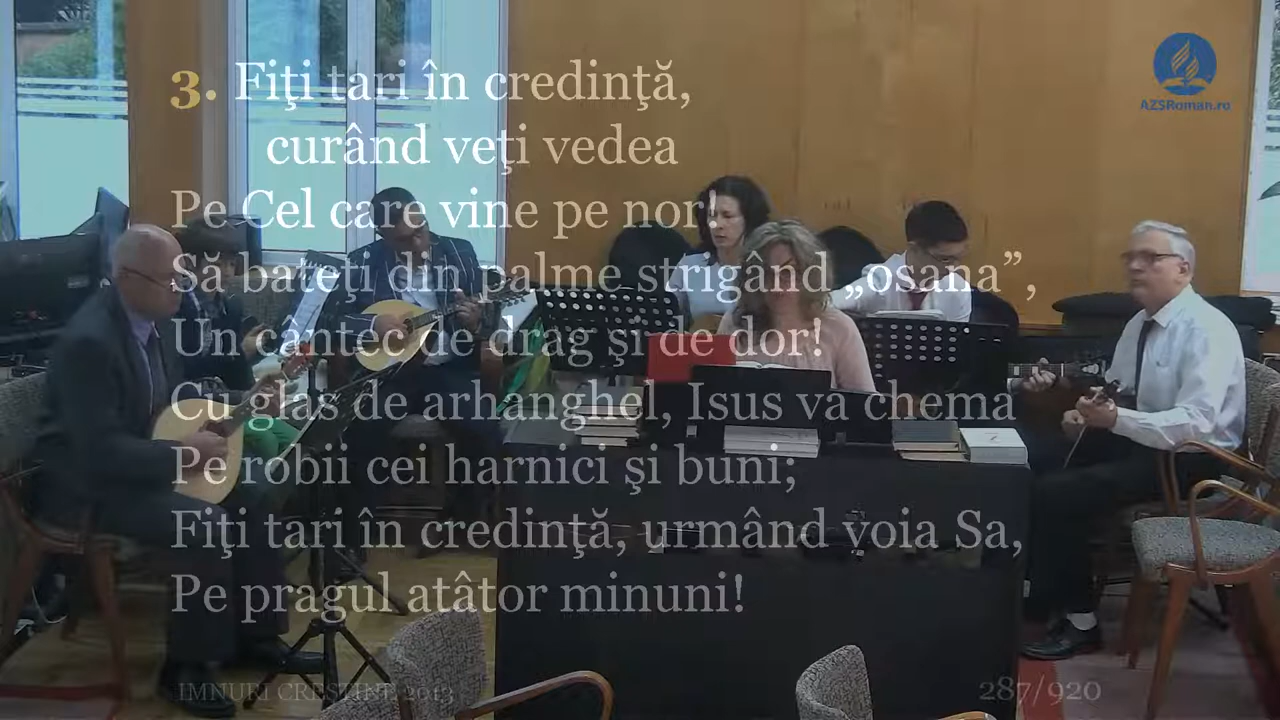 AZSRoman.ro
3. Fiţi tari în credinţă,
curând veţi vedea
Pe Cel care vine pe nori!
Să bateţi din palme strigând „osana”,
Un cântec de drag şi de dor!
Cu glas de arhanghel, Isus va chema
Pe robii cei harnici şi buni;
Fiţi tari în credinţă, urmând voia Sa,
Pe pragul atâtor minuni!
IMNURI CREŞTINE 2013
287/920